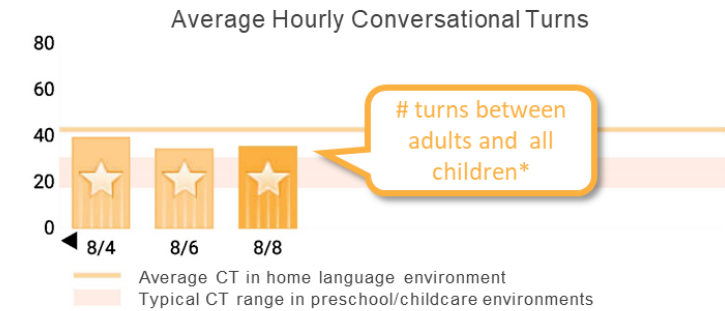 Average Hourly Conversational Turns
80
60
40
20
0
# turns between
adults and all
children*
8/4 8/6 8/8
Average CT in home language environment
Typical CT range in preschool/childcare environments